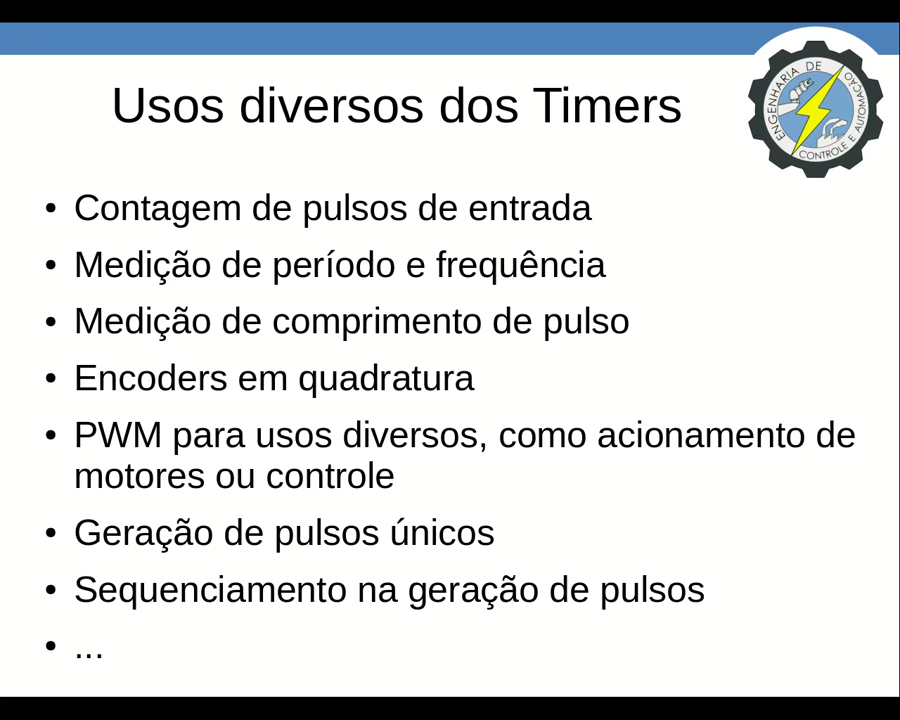 Usos diversos dos Timers
ENGENHARIA DE
CONTROLE E AUTOMAÇÃO
• Contagem de pulsos de entrada
• Medição de período e frequência
• Medição de comprimento de pulso
• Encoders em quadratura
• PWM para usos diversos, como acionamento de
motores ou controle
• Geração de pulsos únicos
• Sequenciamento na geração de pulsos
• ...